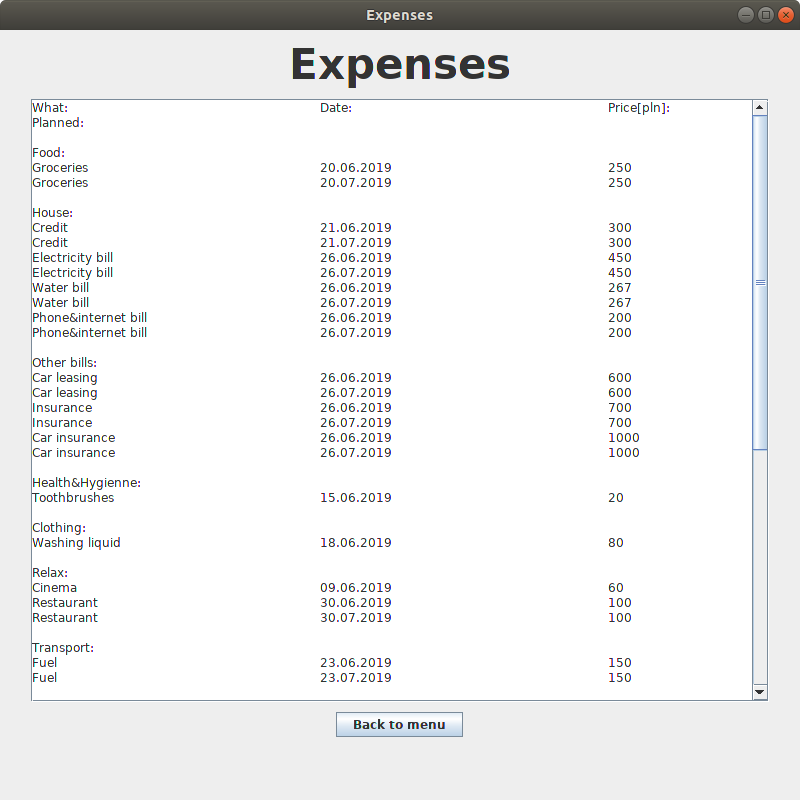 Expenses
Expenses
What: Date: Price[pln]:
Planned:
Food:
Groceries 20.06.2019 250
Groceries 20.07.2019 250
House:
Credit 21.06.2019 300
Credit 21.07.2019 300
Electricity bill 26.06.2019 450
Electricity bill 26.07.2019 450
Water bill 26.06.2019 267
Water bill 26.07.2019 267
Phone&internet bill 26.06.2019 200
Phone&internet bill 26.07.2019 200
Other bills:
Car leasing 26.06.2019 600
Car leasing 26.07.2019 600
Insurance 26.06.2019 700
Insurance 26.07.2019 700
Car insurance 26.06.2019 1000
Car insurance 26.07.2019 1000
Health&Hygienne:
Toothbrushes 15.06.2019 20
Clothing:
Washing liquid 18.06.2019 80
Relax:
Cinema 09.06.2019 60
Restaurant 30.06.2019 100
Restaurant 30.07.2019 100
Transport:
Fuel 23.06.2019 150
Fuel 23.07.2019 150
Back to menu